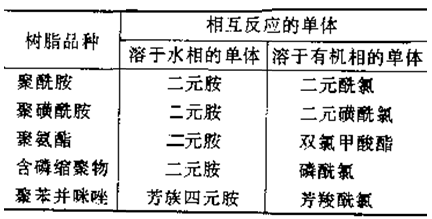 树脂品种 相互反应的单体
溶于水相的单体 溶于有机相的单体
聚酰胺 二元胺 二元酰氯
聚磺酰胺 二元胺 二元磺酰氯
聚氨酯 二元胺 双氯甲酸酯
含磷缩聚物 二元胺 磷酰氯
聚苯并咪唑 芳族四元胺 芳羧酰氯